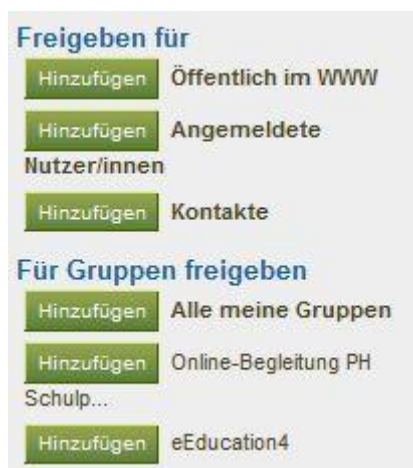 Freigeben für
Hinzufügen Öffentlich im WWW
Hinzufügen Angemeldete
Nutzer/innen
Hinzufügen Kontakte
Für Gruppen freigeben
Hinzufügen Alle meine Gruppen
Hinzufügen Online-Begleitung PH
Schulp...
Hinzufügen eEducation4